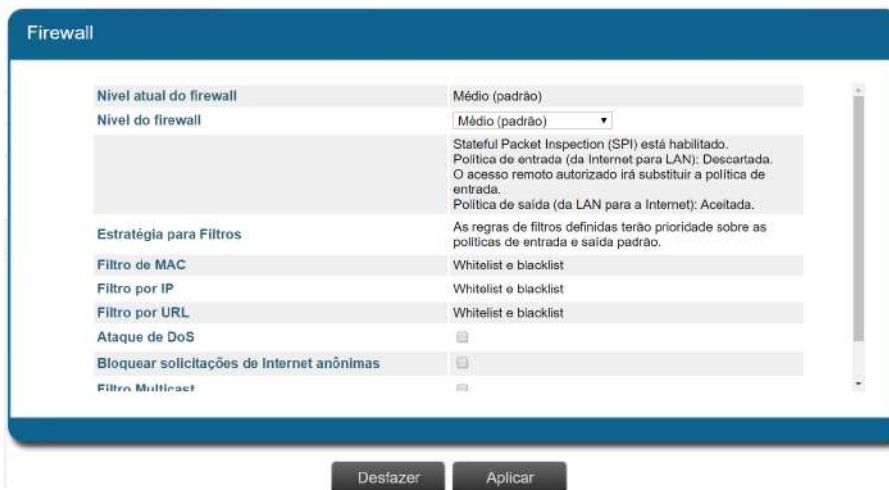 Firewall
Nível atual do firewall Médio (padrão)
Nível do firewall Médio (padrão)
Stateful Packet Inspection (SPI) está habilitado.
Política de entrada (da Internet para LAN): Descartada.
O acesso remoto autorizado irá substituir a política de
entrada.
Política de saída (da LAN para a Internet): Aceitada.
Estratégia para Filtros As regras de filtros definidas terão prioridade sobre as
políticas de entrada e saída padrão.
Filtro de MAC Whitelist e blacklist
Filtro por IP Whitelist e blacklist
Filtro por URL Whitelist e blacklist
Ataque de DoS
Bloquear solicitações de Internet anônimas
Filtro Multicast
Desfazer Aplicar